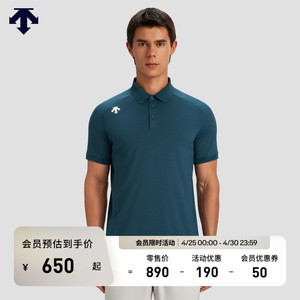 会员预估到手价
¥ 650 起
会员限时活动 4/25 00:00 - 4/30 23:59
零售价 活动优惠 会员优惠券
= 890 - 190 - 50